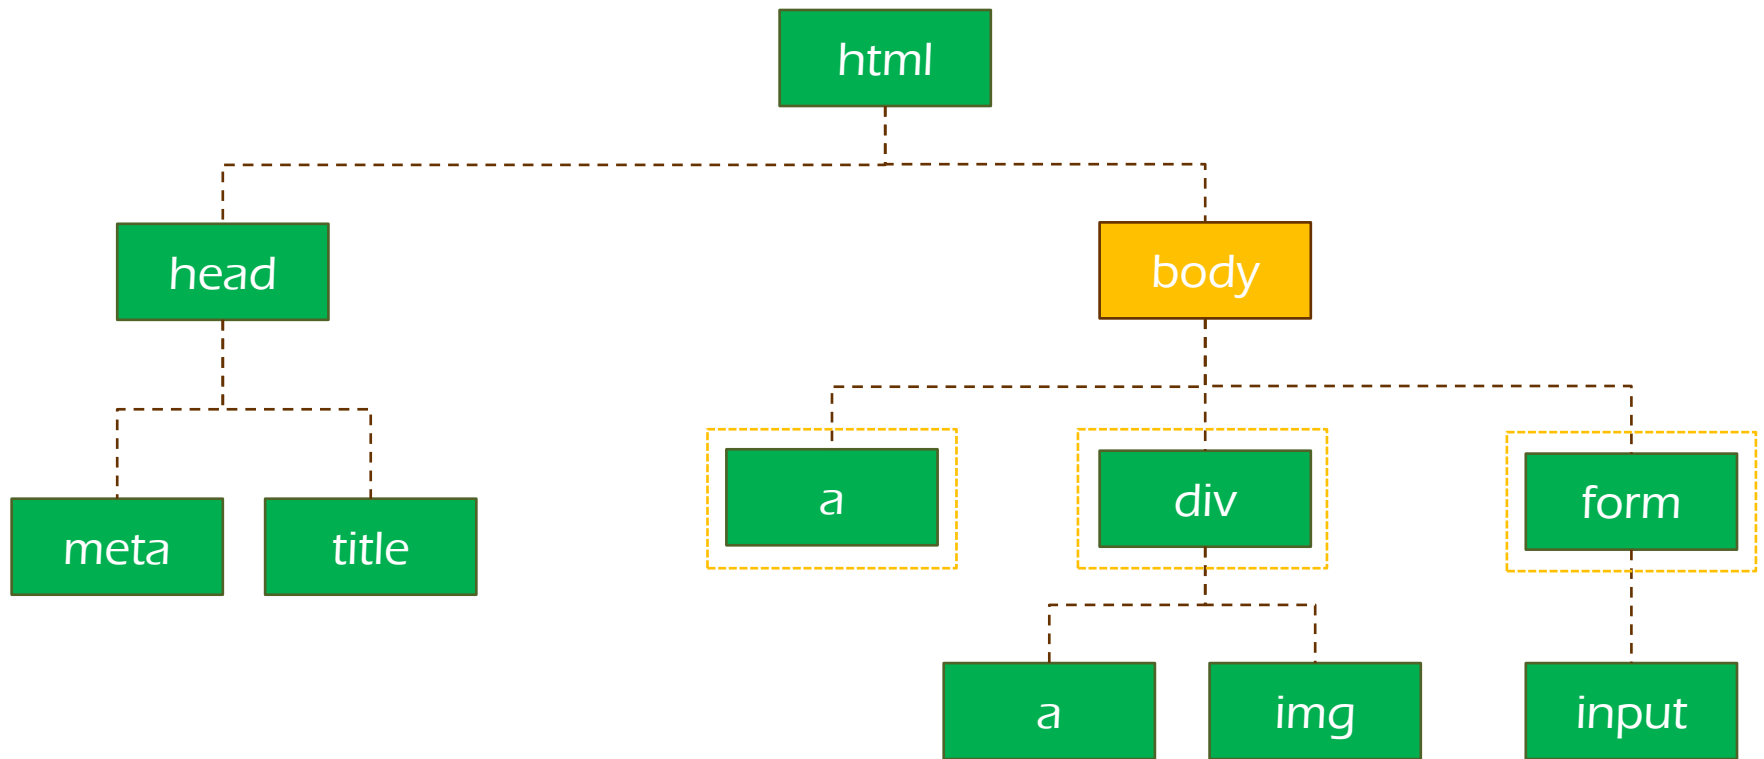 html
head
body
a
div
form
meta
title
a
img
input